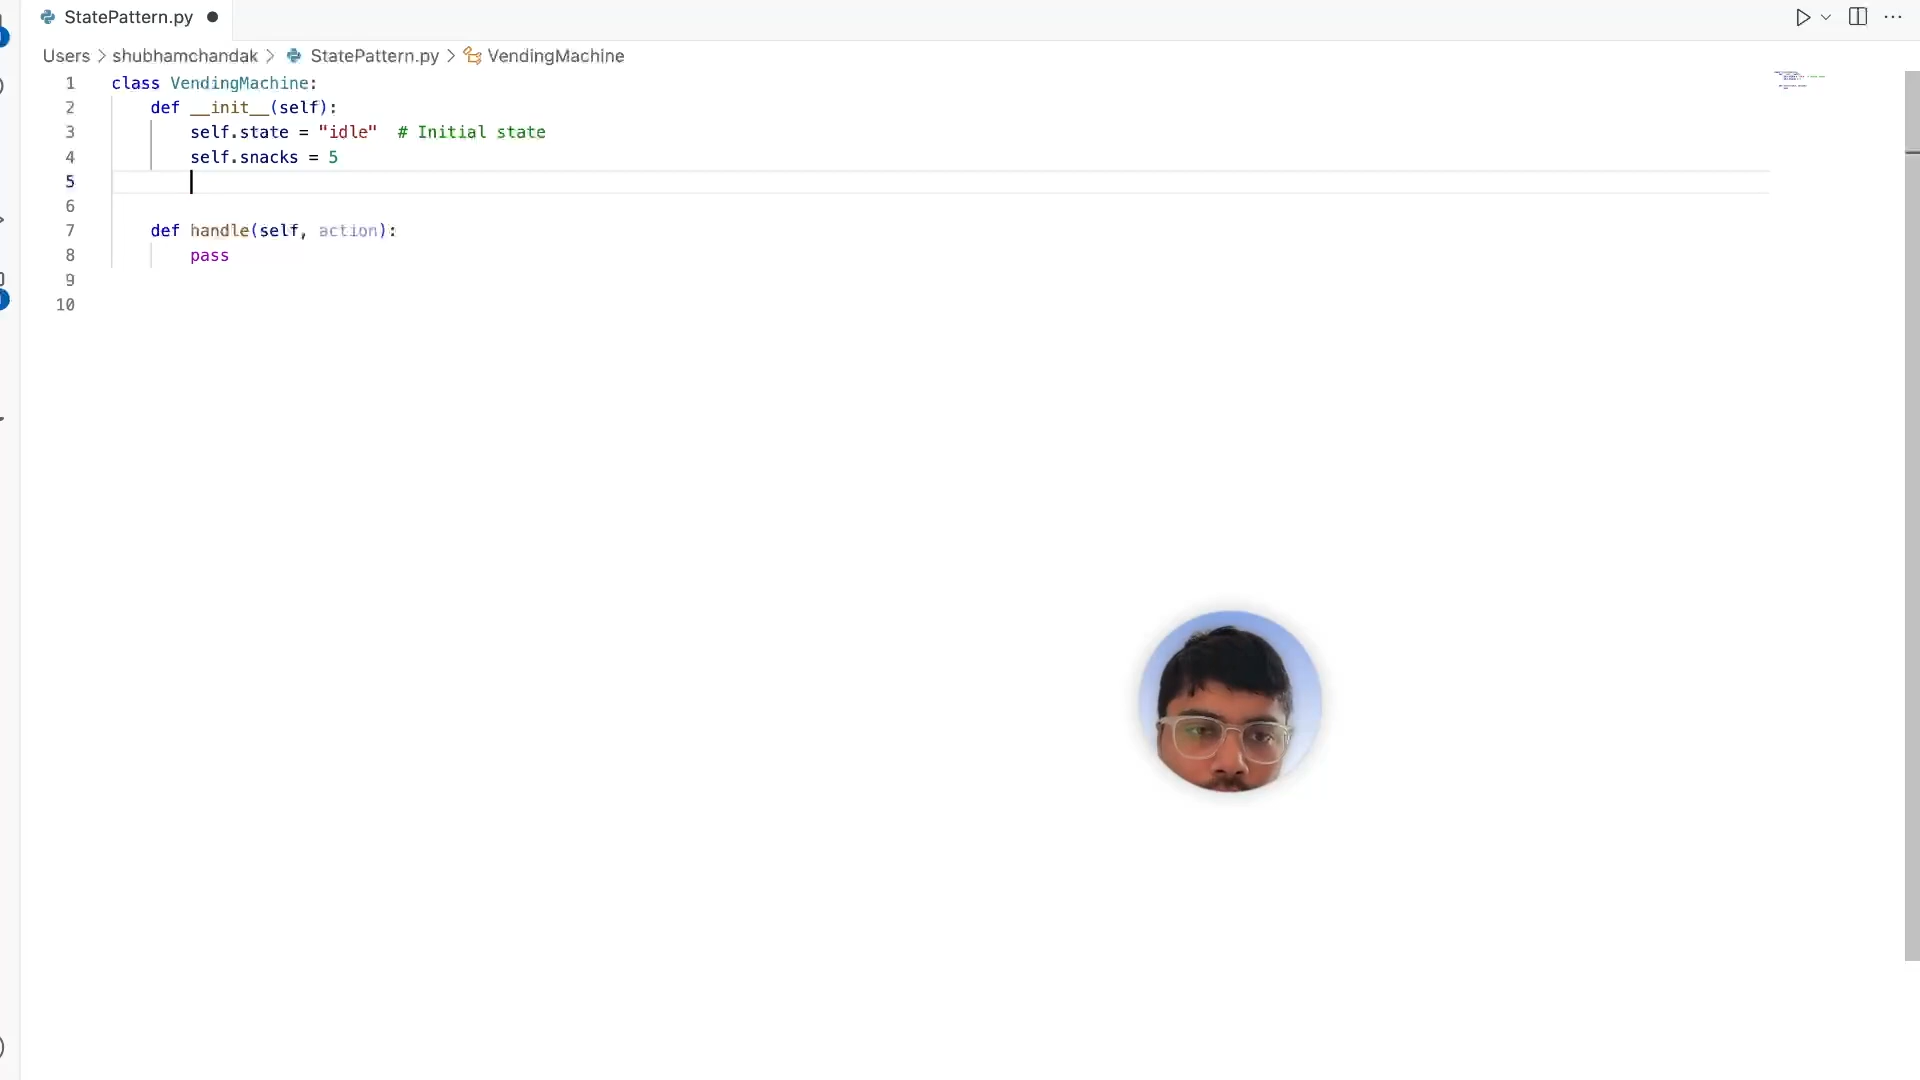 StatePattern.py
Users > shubhamchandak > StatePattern.py > VendingMachine
1 class VendingMachine:
2 def __init__(self):
3 self.state = "idle" # Initial state
4 self.snacks = 5
5
6
7 def handle(self, action):
8 pass
9
10